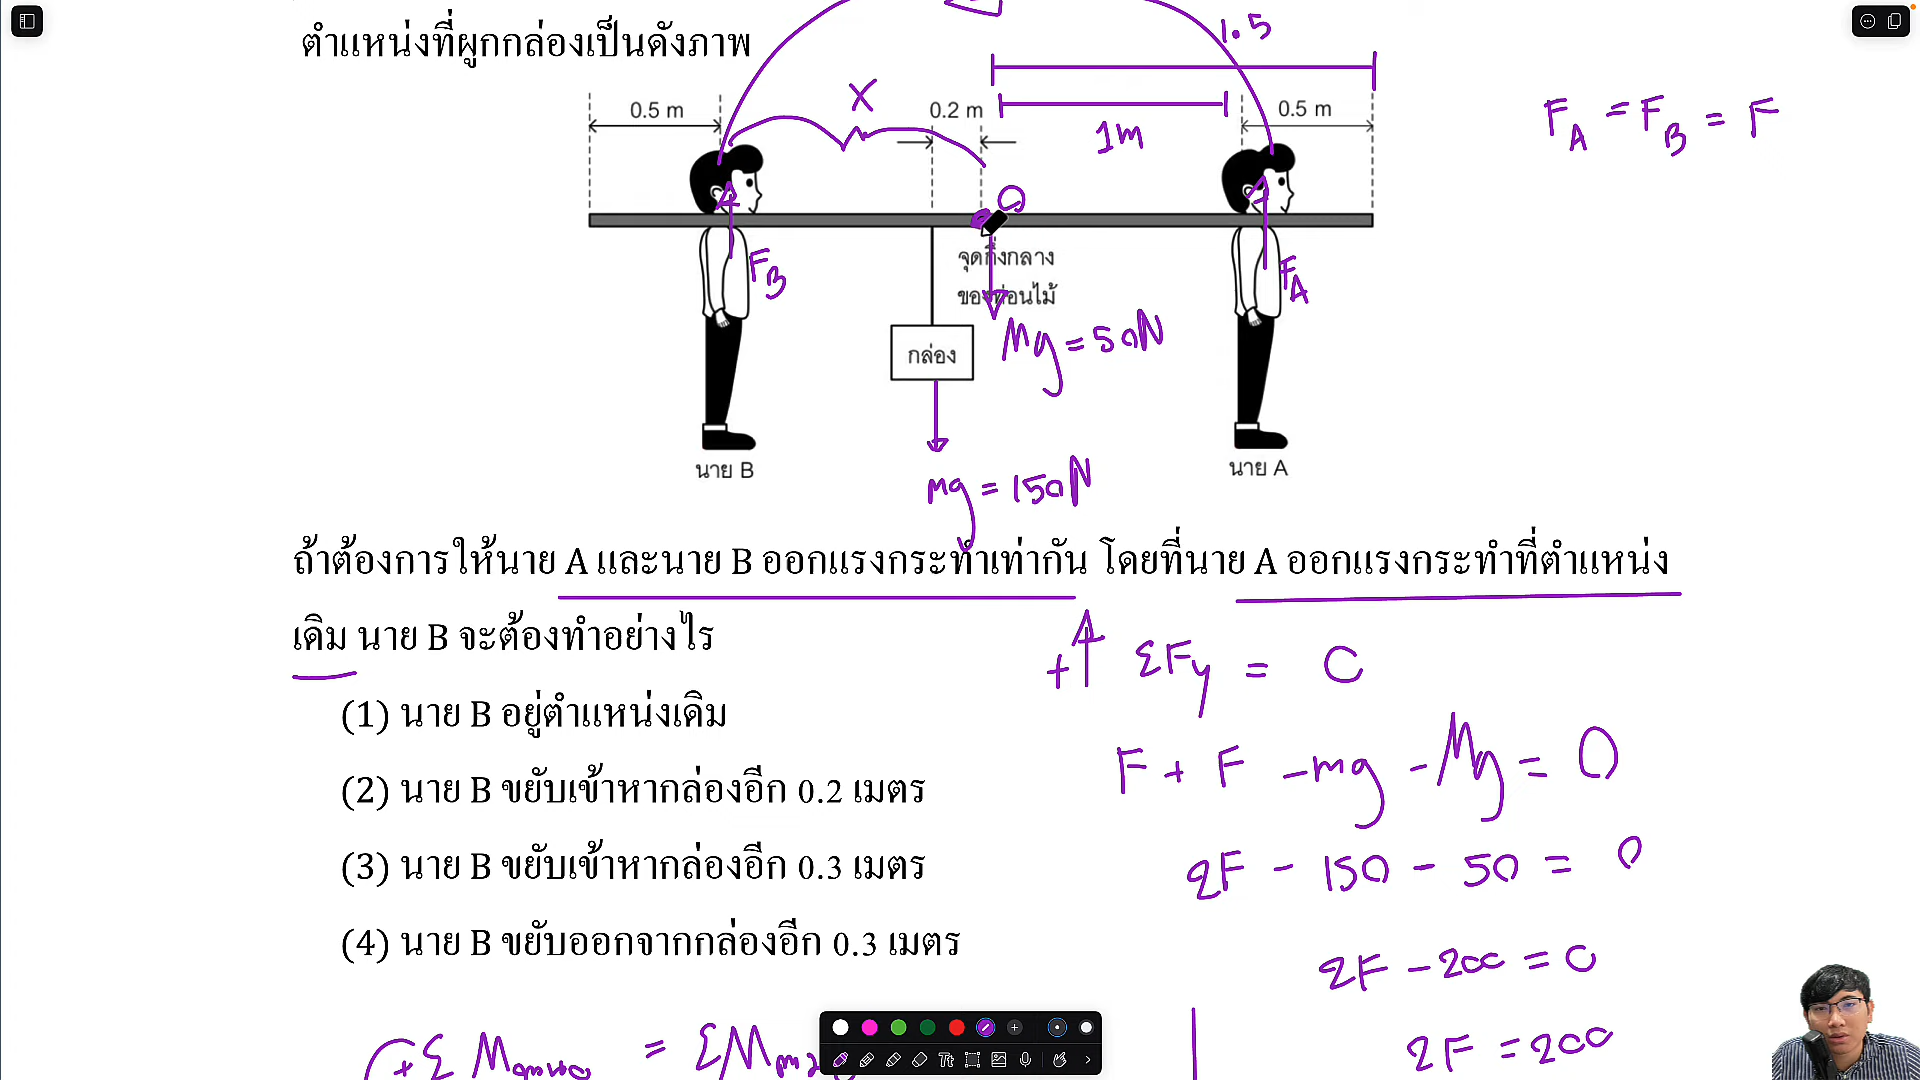 ตำแหน่งที่ผูกกล่องเป็นดังภาพ
1.5
0.5 m
X
0.2 m
1m
0.5 m
F_A = F_B = F
O
F_B
จุดกึ่งกลาง
ของท่อนไม้
F_A
Mg = 50N
กล่อง
นาย B
นาย A
mg = 150N
ถ้าต้องการให้นาย A และนาย B ออกแรงกระทำเท่ากัน โดยที่นาย A ออกแรงกระทำที่ตำแหน่ง
เดิม นาย B จะต้องทำอย่างไร
+ ΣFy = 0
(1) นาย B อยู่ตำแหน่งเดิม
F + F - mg - Mg = 0
(2) นาย B ขยับเข้าหากล่องอีก 0.2 เมตร
(3) นาย B ขยับเข้าหากล่องอีก 0.3 เมตร
2F - 150 - 50 = 0
(4) นาย B ขยับออกจากกล่องอีก 0.3 เมตร
2F - 200 = 0
+ΣM = ΣM
2F = 200
Tt